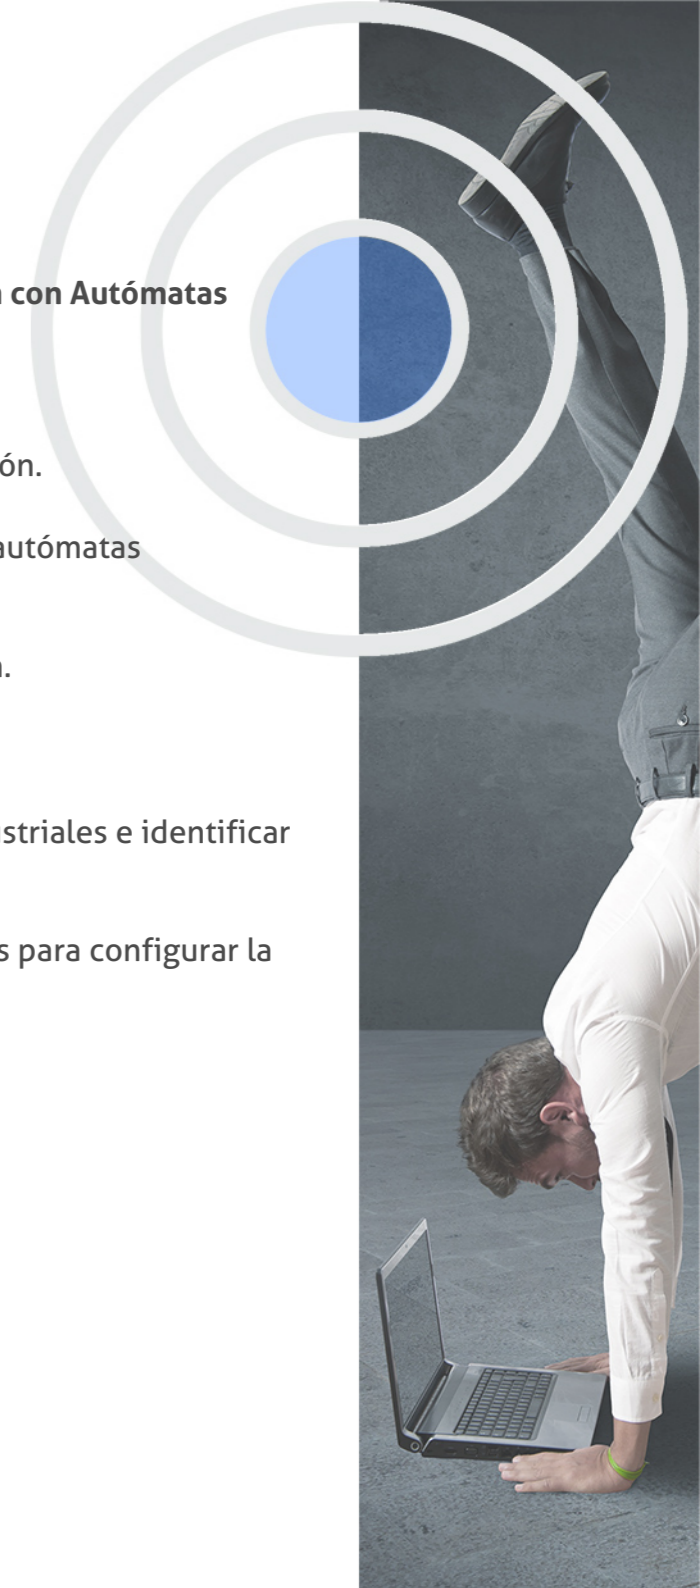 con Autómatas
ón.
autómatas
.
striales e identificar
s para configurar la